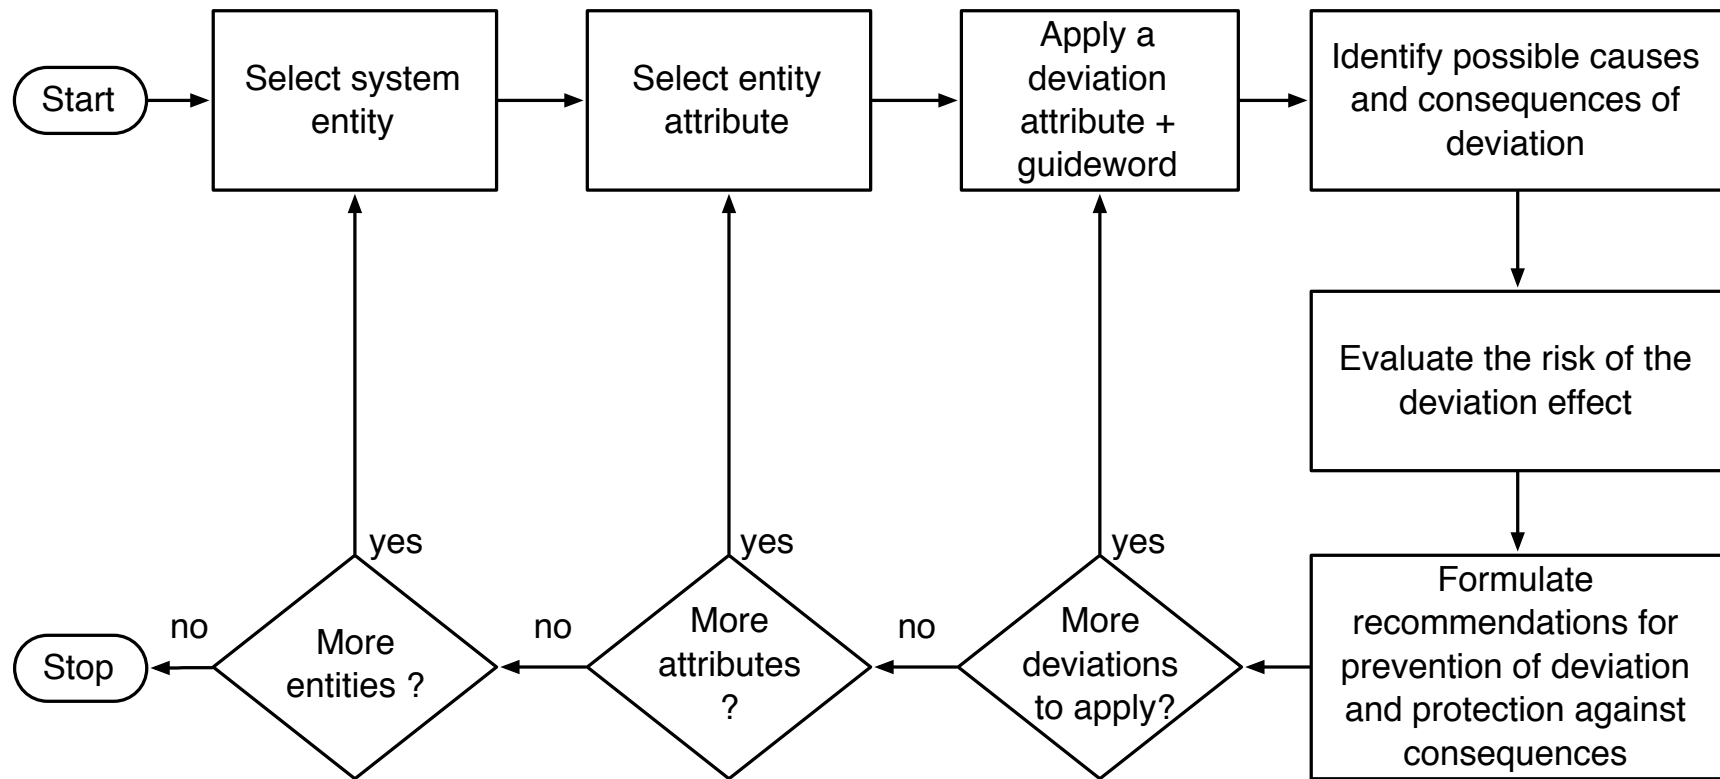 Start
Select system
entity
Select entity
attribute
Apply a
deviation
attribute +
guideword
Identify possible causes
and consequences of
deviation
Evaluate the risk of the
deviation effect
Formulate
recommendations for
prevention of deviation
and protection against
consequences
yes
More
deviations
to apply?
no
yes
More
attributes
?
no
yes
More
entities ?
no
Stop